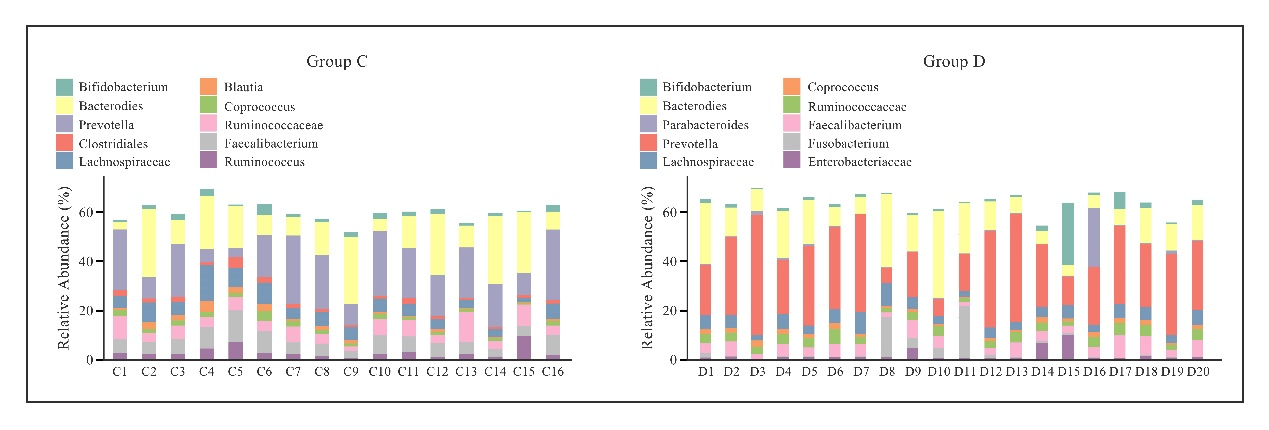 Group C
Bifidobacterium
Bacterodies
Prevotella
Clostridiales
Lachnospiraceae
Blautia
Coprococcus
Ruminococcaceae
Faecalibacterium
Ruminococcus
Relative Abundance (%)
60
40
20
0
C1 C2 C3 C4 C5 C6 C7 C8 C9 C10 C11 C12 C13 C14 C15 C16
Group D
Bifidobacterium
Bacterodies
Parabacteroides
Prevotella
Lachnospiraceae
Coprococcus
Ruminococcaceae
Faecalibacterium
Fusobacterium
Enterobacteriaceae
Relative Abundance (%)
60
40
20
0
D1 D2 D3 D4 D5 D6 D7 D8 D9 D10 D11 D12 D13 D14 D15 D16 D17 D18 D19 D20